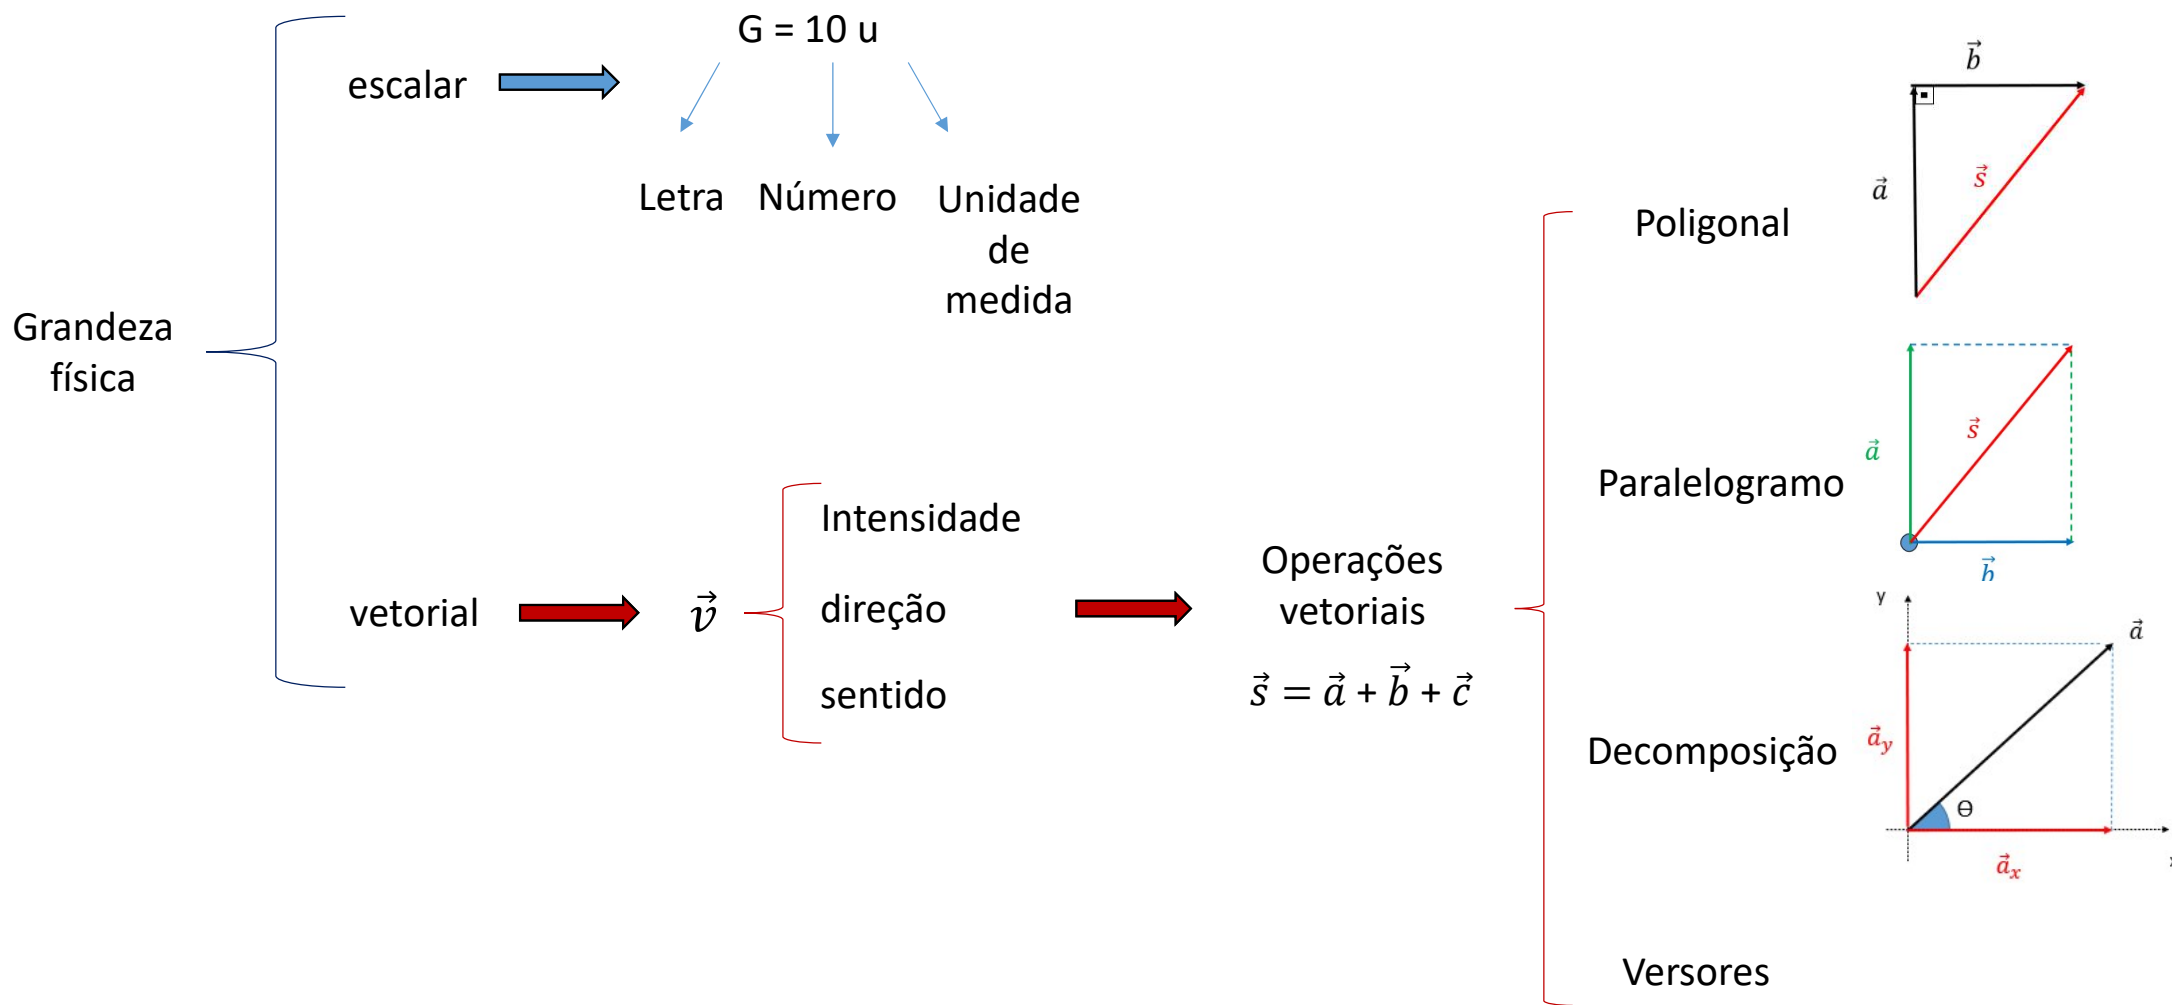 Grandeza
física
escalar
G = 10 u
Letra
Número
Unidade
de
medida
vetorial
v⃗
Intensidade
direção
sentido
Operações
vetoriais
s⃗ = a⃗ + b⃗ + c⃗
Poligonal
b⃗
a⃗
s⃗
Paralelogramo
a⃗
s⃗
b⃗
Decomposição
y
a⃗
a⃗y
ϴ
a⃗x
x
Versores